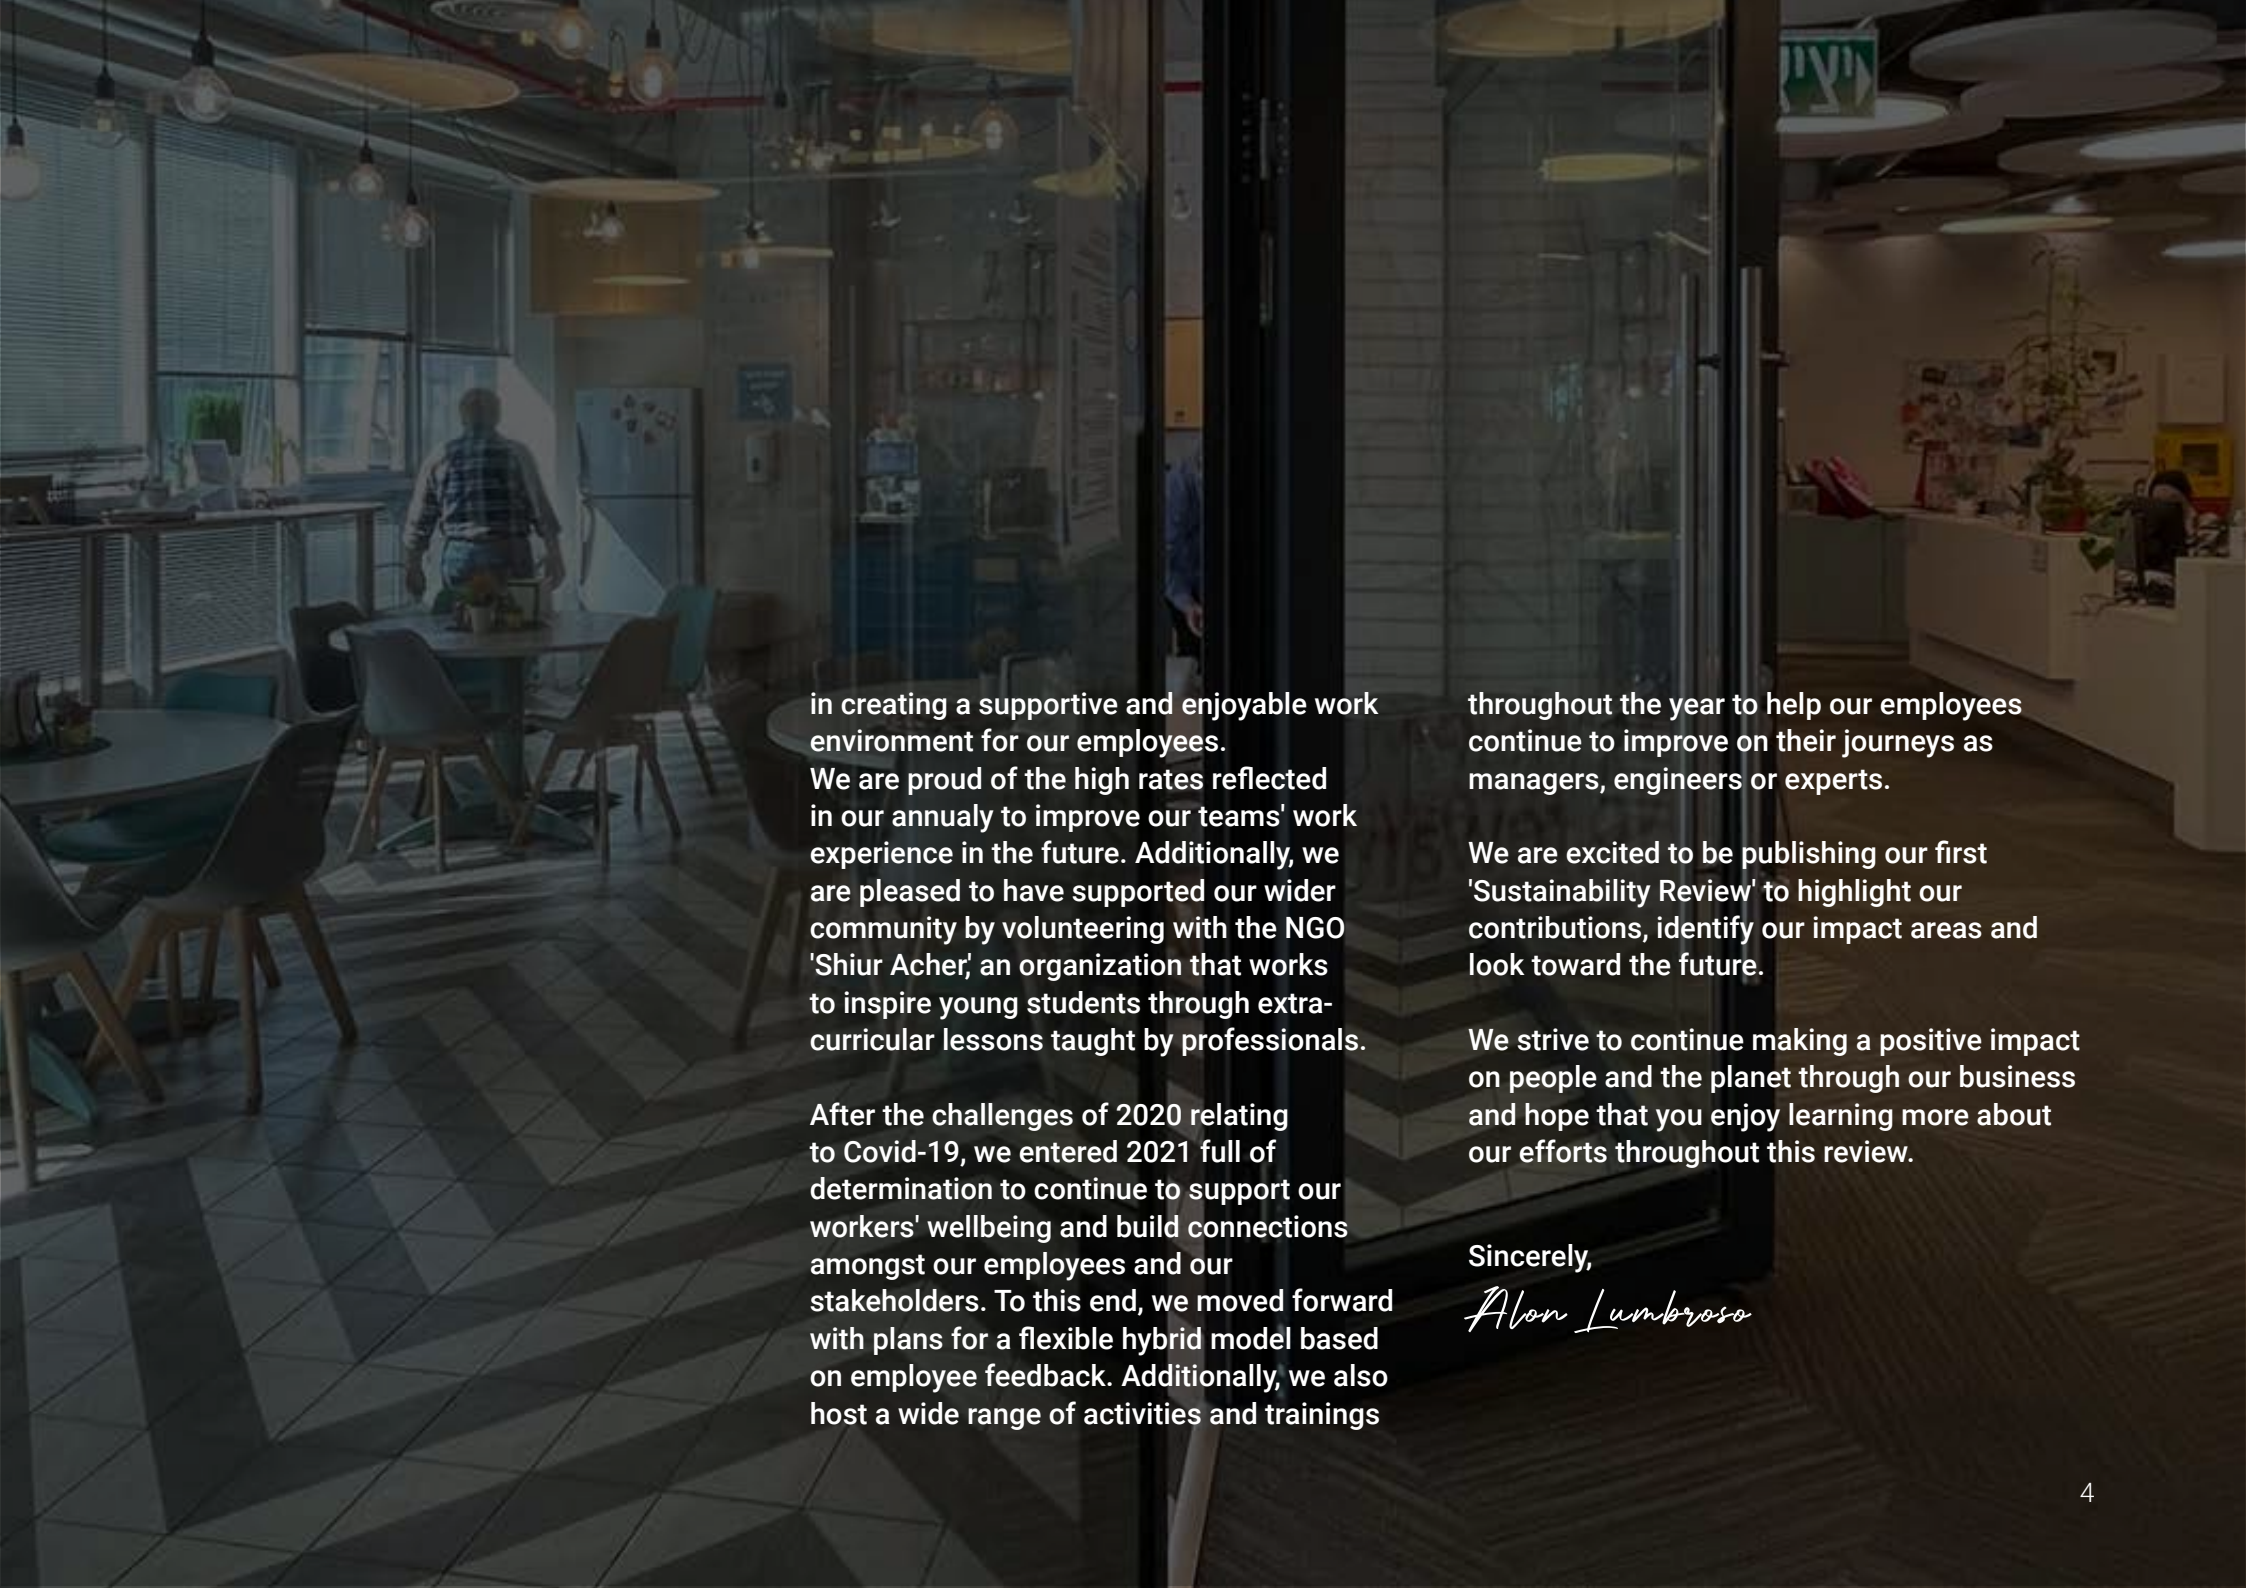 יציאה
in creating a supportive and enjoyable work
environment for our employees.
We are proud of the high rates reflected
in our annualy to improve our teams' work
experience in the future. Additionally, we
are pleased to have supported our wider
community by volunteering with the NGO
'Shiur Acher,' an organization that works
to inspire young students through extra-
curricular lessons taught by professionals.
After the challenges of 2020 relating
to Covid-19, we entered 2021 full of
determination to continue to support our
workers' wellbeing and build connections
amongst our employees and our
stakeholders. To this end, we moved forward
with plans for a flexible hybrid model based
on employee feedback. Additionally, we also
host a wide range of activities and trainings
throughout the year to help our employees
continue to improve on their journeys as
managers, engineers or experts.
We are excited to be publishing our first
'Sustainability Review' to highlight our
contributions, identify our impact areas and
look toward the future.
We strive to continue making a positive impact
on people and the planet through our business
and hope that you enjoy learning more about
our efforts throughout this review.
Sincerely,
Alon Lumbroso
4